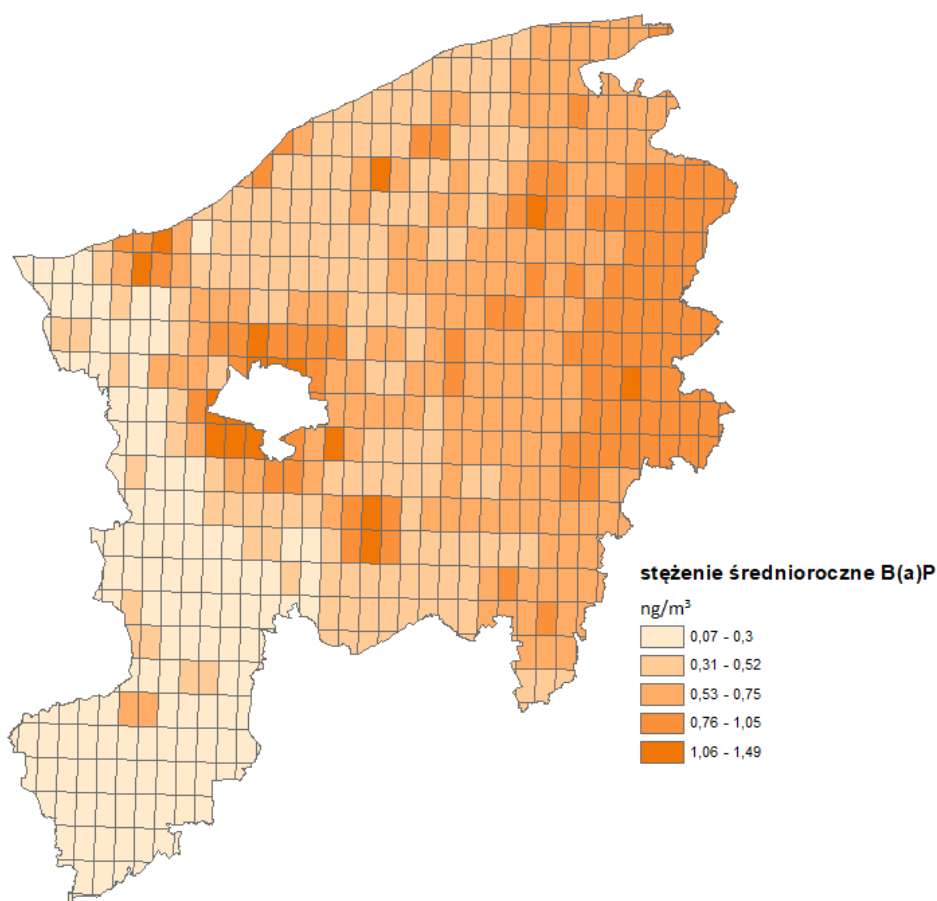 stężenie średnioroczne B(a)P
ng/m³
0,07 - 0,3
0,31 - 0,52
0,53 - 0,75
0,76 - 1,05
1,06 - 1,49